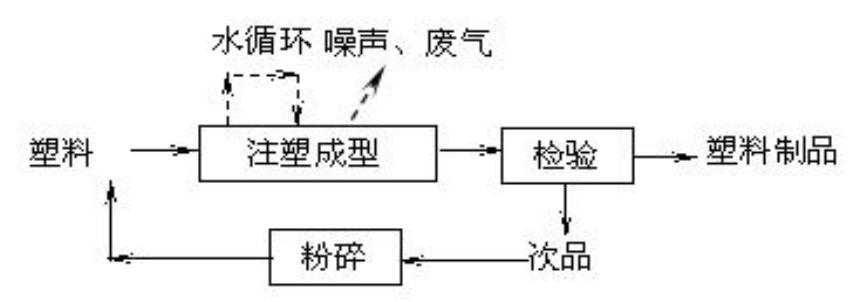 水循环 噪声、废气
塑料
注塑成型
检验
塑料制品
粉碎
次品